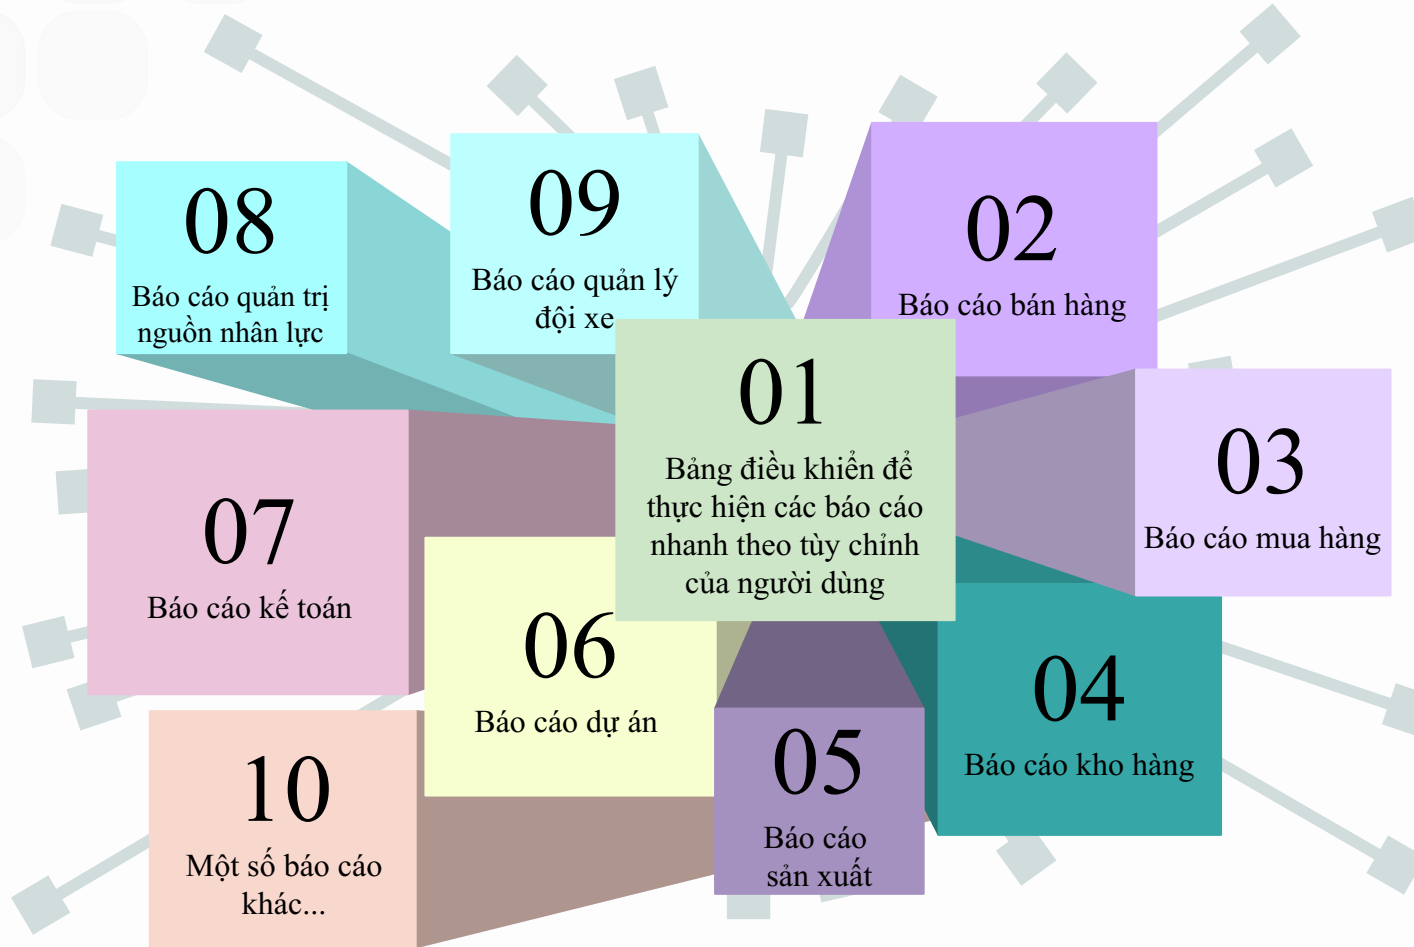 08
Báo cáo quản trị
nguồn nhân lực
09
Báo cáo quản lý
đội xe
02
Báo cáo bán hàng
01
Bảng điều khiển để
thực hiện các báo cáo
nhanh theo tùy chỉnh
của người dùng
03
Báo cáo mua hàng
07
Báo cáo kế toán
06
Báo cáo dự án
04
Báo cáo kho hàng
05
Báo cáo
sản xuất
10
Một số báo cáo
khác...